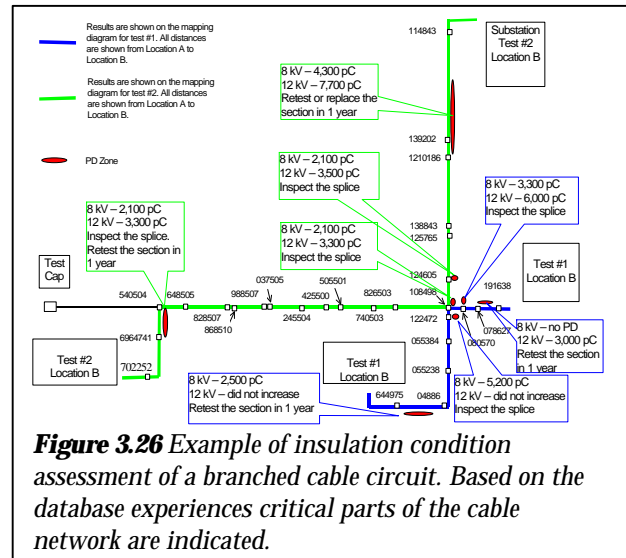 Results are shown on the mapping
diagram for test #1. All distances
are shown from Location A to
Location B.
Results are shown on the mapping
diagram for test #2. All distances
are shown from Location A to
Location B.
PD Zone
114843
Substation
Test #2
Location B
8 kV – 4,300 pC
12 kV – 7,700 pC
Retest or replace the
section in 1 year
139202
1210186
8 kV – 2,100 pC
12 kV – 3,500 pC
Inspect the splice
8 kV – 3,300 pC
12 kV – 6,000 pC
Inspect the splice
8 kV – 2,100 pC
12 kV – 3,300 pC
Inspect the splice.
Retest the section in
1 year
138843
125765
8 kV – 2,100 pC
12 kV – 3,300 pC
Inspect the splice
Test #1
Location B
Test
Cap
124605
191638
540504
648505
988507
037505
505501
826503
108498
828507
868510
245504
425500
740503
122472
078627
080570
6964741
055384
8 kV – no PD
12 kV – 3,000 pC
Retest the section
in 1 year
Test #2
Location B
702252
Test #1
Location B
055238
8 kV – 2,500 pC
12 kV – did not increase
Retest the section in 1 year
644975
04886
8 kV – 5,200 pC
12 kV – did not increase
Inspect the splice
Figure 3.26 Example of insulation condition
assessment of a branched cable circuit. Based on the
database experiences critical parts of the cable
network are indicated.